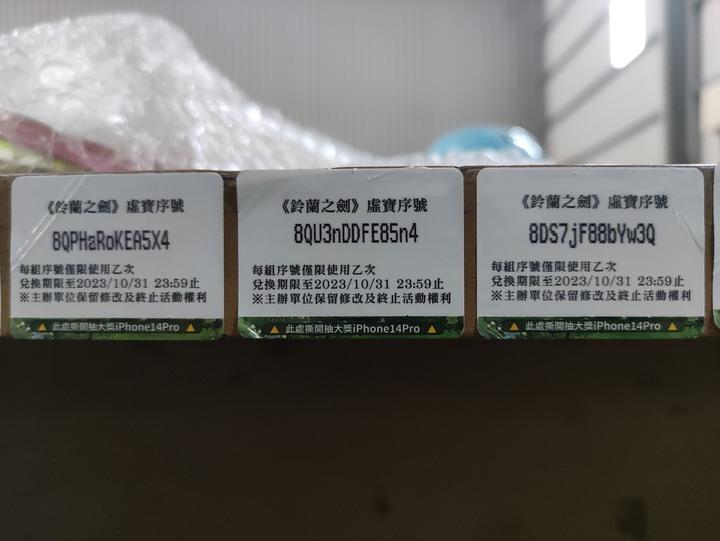 《鈴蘭之劍》虛寶序號
8QPHaRoKEA5X4
每組序號僅限使用乙次
兌換期限至2023/10/31 23:59止
※主辦單位保留修改及終止活動權利
▲ 此處撕開抽大獎iPhone14Pro ▲
《鈴蘭之劍》虛寶序號
8QU3nDDFE85n4
每組序號僅限使用乙次
兌換期限至2023/10/31 23:59止
※主辦單位保留修改及終止活動權利
▲ 此處撕開抽大獎iPhone14Pro ▲
《鈴蘭之劍》虛寶序號
8DS7jF88bYw3Q
每組序號僅限使用乙次
兌換期限至2023/10/31 23:59止
※主辦單位保留修改及終止活動權利
▲ 此處撕開抽大獎iPhone14Pro ▲